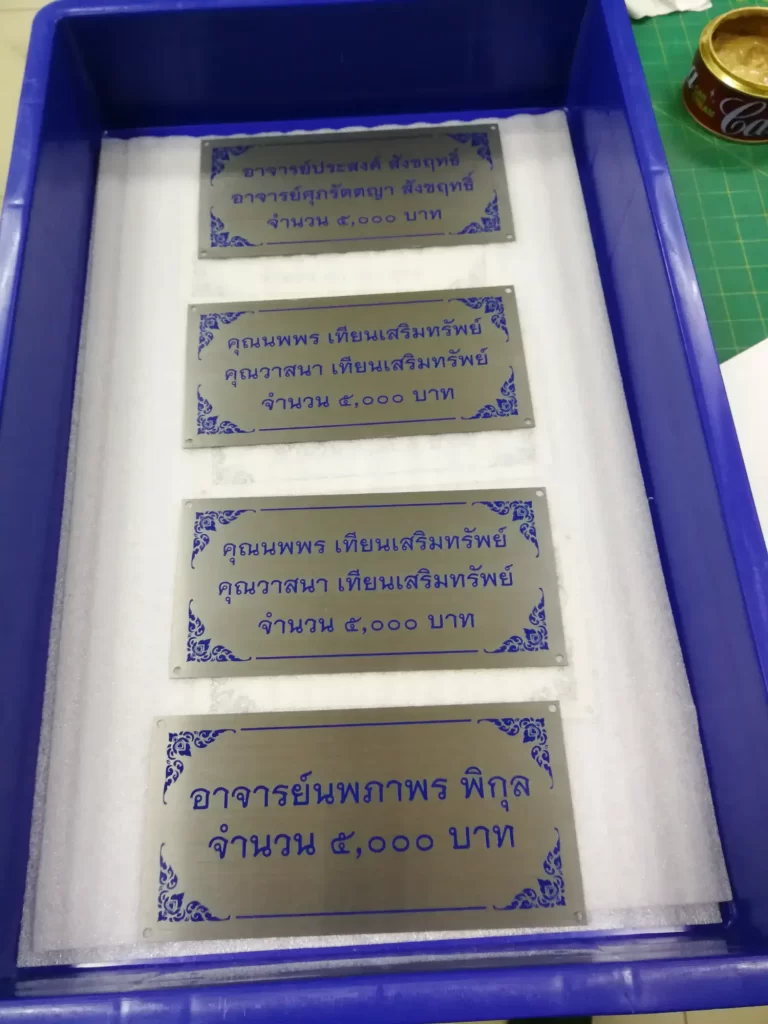 อาจารย์ประสงค์ สังขฤทธิ์
อาจารย์ศุภรัตตญา สังขฤทธิ์
จำนวน ๕,๐๐๐ บาท
คุณนพพร เทียนเสริมทรัพย์
คุณวาสนา เทียนเสริมทรัพย์
จำนวน ๕,๐๐๐ บาท
คุณนพพร เทียนเสริมทรัพย์
คุณวาสนา เทียนเสริมทรัพย์
จำนวน ๕,๐๐๐ บาท
อาจารย์นพภาพร พิกุล
จำนวน ๕,๐๐๐ บาท